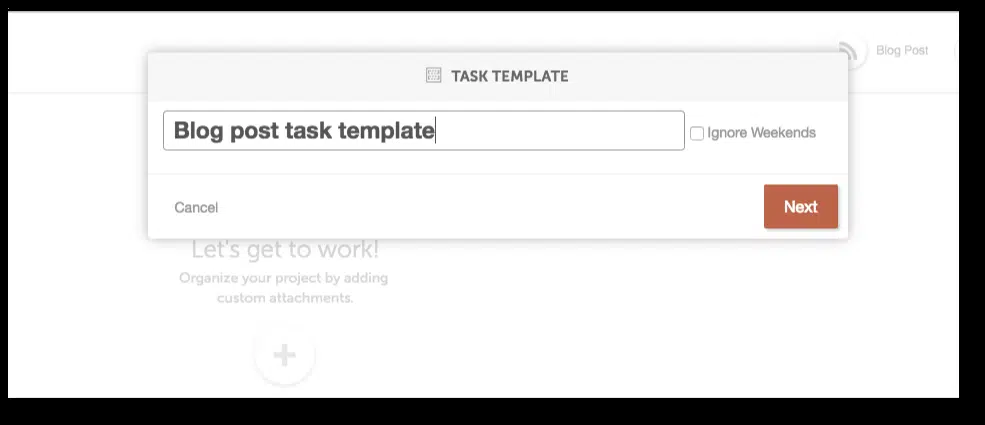 Blog Post
TASK TEMPLATE
Blog post task template
Ignore Weekends
Cancel
Next
Let's get to work!
Organize your project by adding
custom attachments.